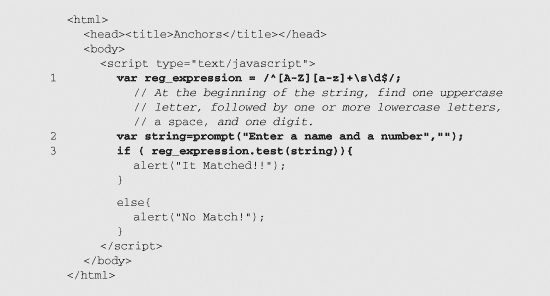 <html>
<head><title>Anchors</title></head>
<body>
<script type="text/javascript">
1 var reg_expression = /^[A-Z][a-z]+\s\d$/;
// At the beginning of the string, find one uppercase
// letter, followed by one or more lowercase letters,
// a space, and one digit.
2 var string=prompt("Enter a name and a number","");
3 if ( reg_expression.test(string)){
alert("It Matched!!");
}
else{
alert("No Match!");
}
</script>
</body>
</html>